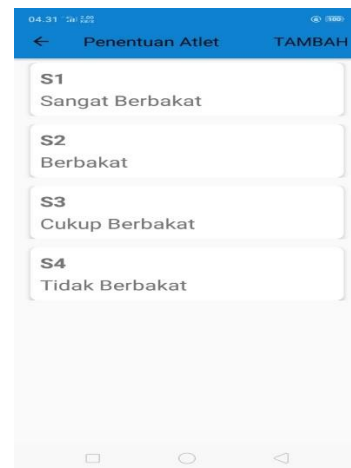 04.31
Penentuan Atlet TAMBAH
S1
Sangat Berbakat
S2
Berbakat
S3
Cukup Berbakat
S4
Tidak Berbakat